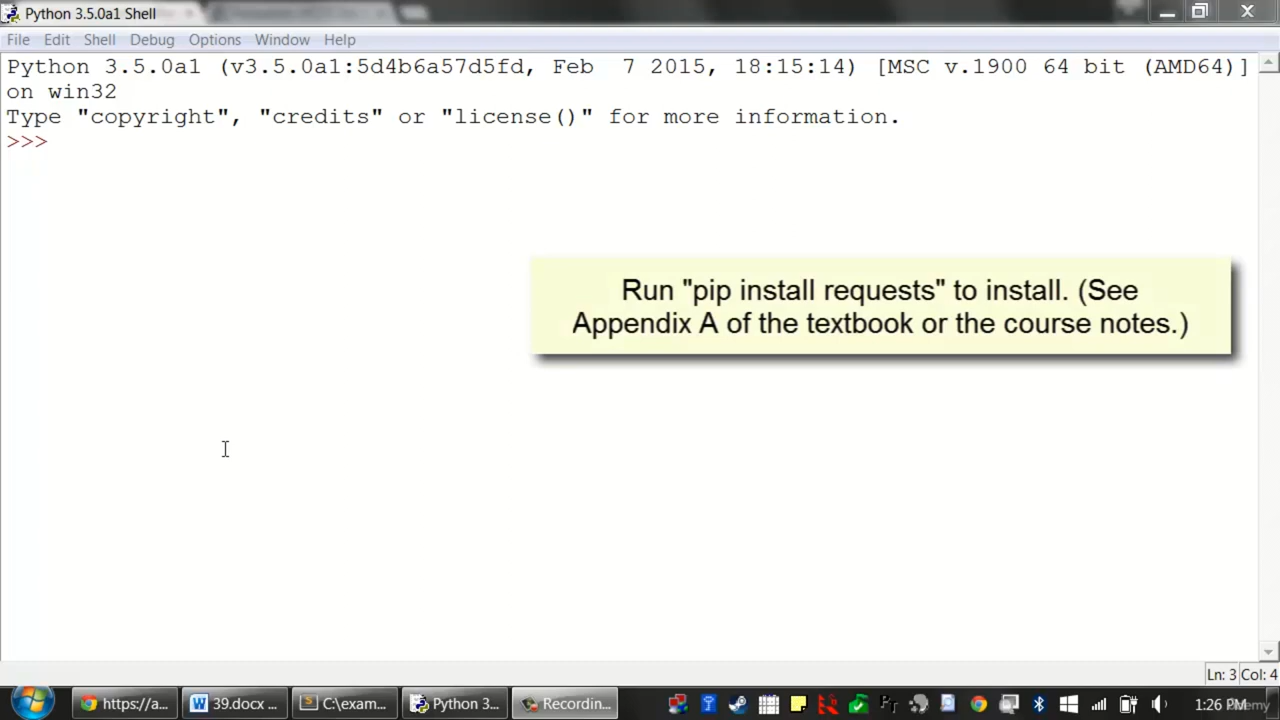 Python 3.5.0a1 Shell
File Edit Shell Debug Options Window Help
Python 3.5.0a1 (v3.5.0a1:5d4b6a57d5fd, Feb  7 2015, 18:15:14) [MSC v.1900 64 bit (AMD64)]
on win32
Type "copyright", "credits" or "license()" for more information.
>>>
Run "pip install requests" to install. (See
Appendix A of the textbook or the course notes.)
Ln: 3 Col: 4
https://a... 39.docx ... C:\exam... Python 3... Recordin... 1:26 PM